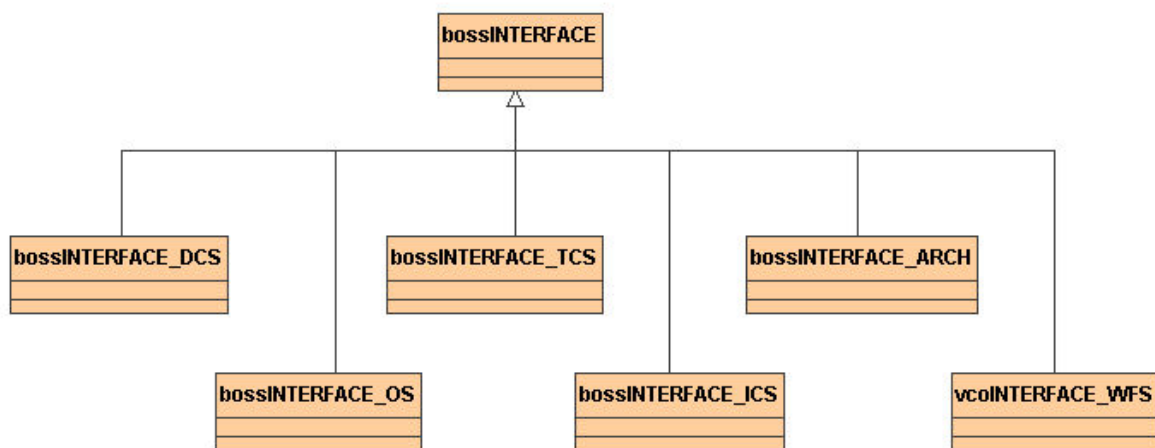 bossINTERFACE
bossINTERFACE_DCS
bossINTERFACE_TCS
bossINTERFACE_ARCH
bossINTERFACE_OS
bossINTERFACE_ICS
vcoINTERFACE_WFS